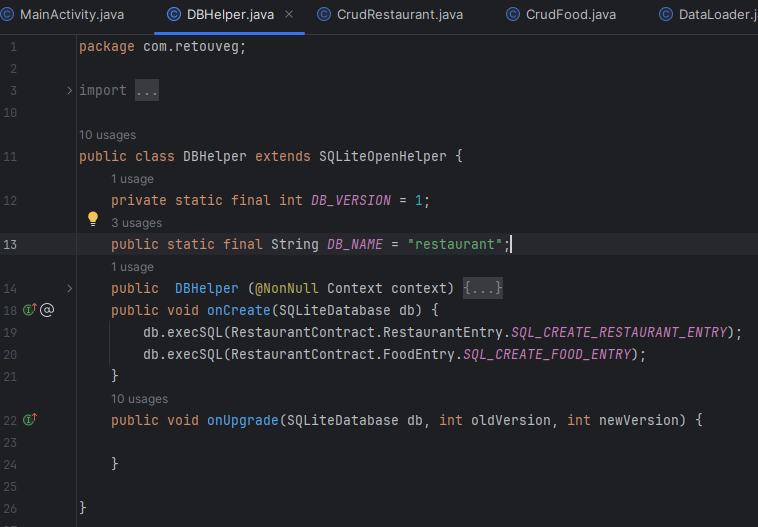 MainActivity.java DBHelper.java CrudRestaurant.java CrudFood.java DataLoader.j
1 package com.retouveg;
2
3 import ...
10
10 usages
11 public class DBHelper extends SQLiteOpenHelper {
1 usage
12 private static final int DB_VERSION = 1;
3 usages
13 public static final String DB_NAME = "restaurant";
1 usage
14 public  DBHelper (@NonNull Context context) {...}
18 public void onCreate(SQLiteDatabase db) {
19 db.execSQL(RestaurantContract.RestaurantEntry.SQL_CREATE_RESTAURANT_ENTRY);
20 db.execSQL(RestaurantContract.FoodEntry.SQL_CREATE_FOOD_ENTRY);
21 }
10 usages
22 public void onUpgrade(SQLiteDatabase db, int oldVersion, int newVersion) {
23
24 }
25
26 }